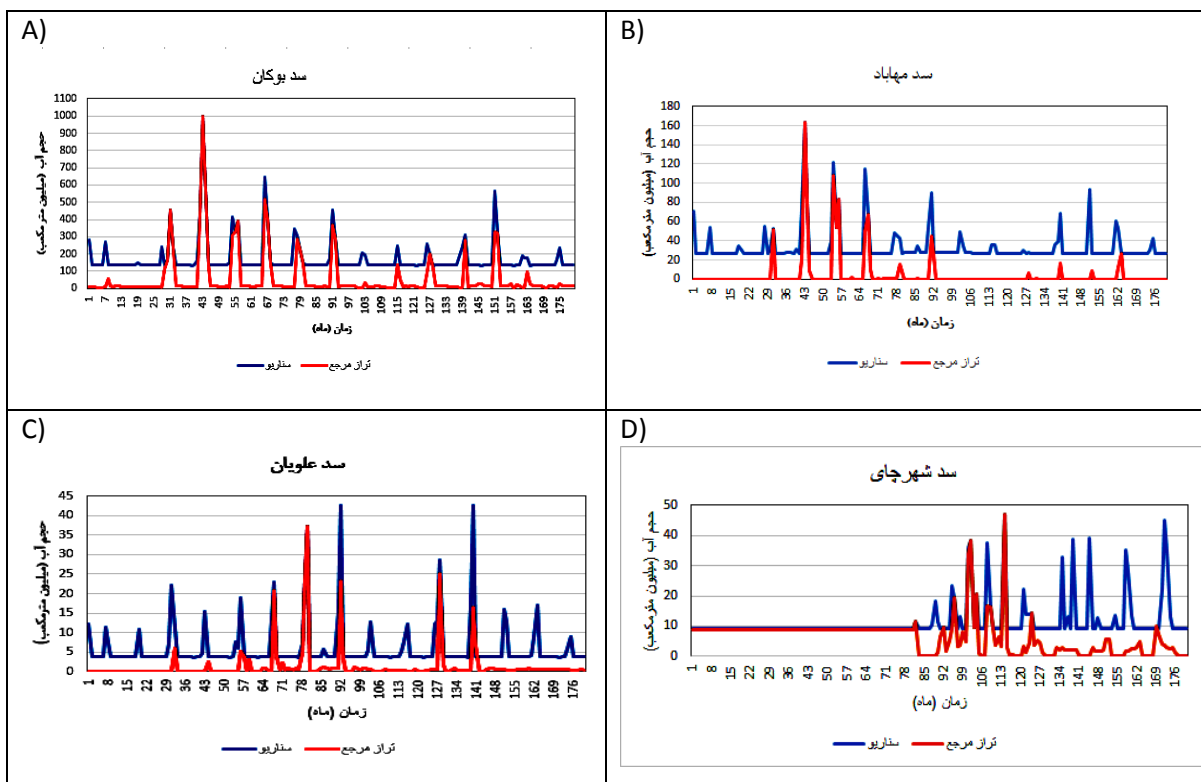 A)
سد بوکان
حجم آب (میلیون متر مکعب)
1100
1000
900
800
700
600
500
400
300
200
100
0
1 7 13 19 25 31 37 43 49 55 61 67 73 79 85 91 97 103 109 115 121 127 133 139 145 151 157 163 169 175
زمان (ماه)
سناریو
تراز مرجع
B)
سد مهاباد
حجم آب (میلیون مترمکعب)
180
160
140
120
100
80
60
40
20
0
1 8 15 22 29 36 43 50 57 64 71 78 85 92 99 106 113 120 127 134 141 148 155 162 169 176
زمان (ماه)
سناریو
تراز مرجع
C)
سد علویان
حجم آب (میلیون مترمکعب)
45
40
35
30
25
20
15
10
5
0
1 8 15 22 29 36 43 50 57 64 71 78 85 92 99 106 113 120 127 134 141 148 155 162 169 176
زمان (ماه)
سناریو
تراز مرجع
D)
سد شهرچای
حجم آب (میلیون مترمکعب)
50
40
30
20
10
0
1 8 15 22 29 36 43 50 57 64 71 78 85 92 99 106 113 120 127 134 141 148 155 162 169 176
زمان (ماه)
سناریو
تراز مرجع